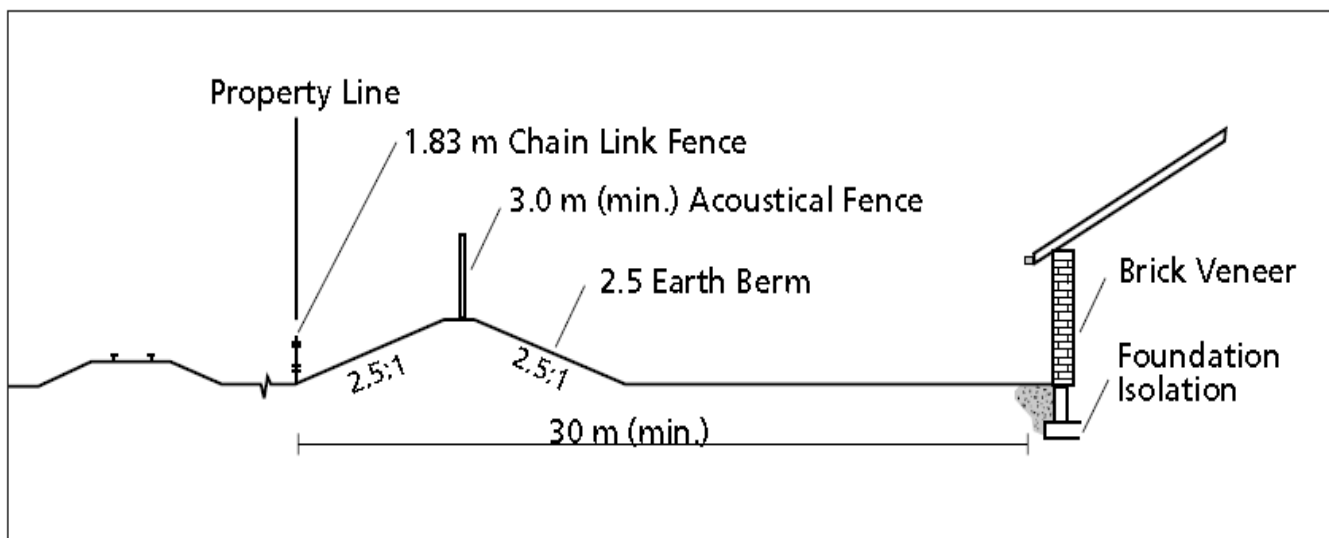 Property Line
1.83 m Chain Link Fence
3.0 m (min.) Acoustical Fence
2.5 Earth Berm
Brick Veneer
Foundation
Isolation
2.5:1
2.5:1
30 m (min.)